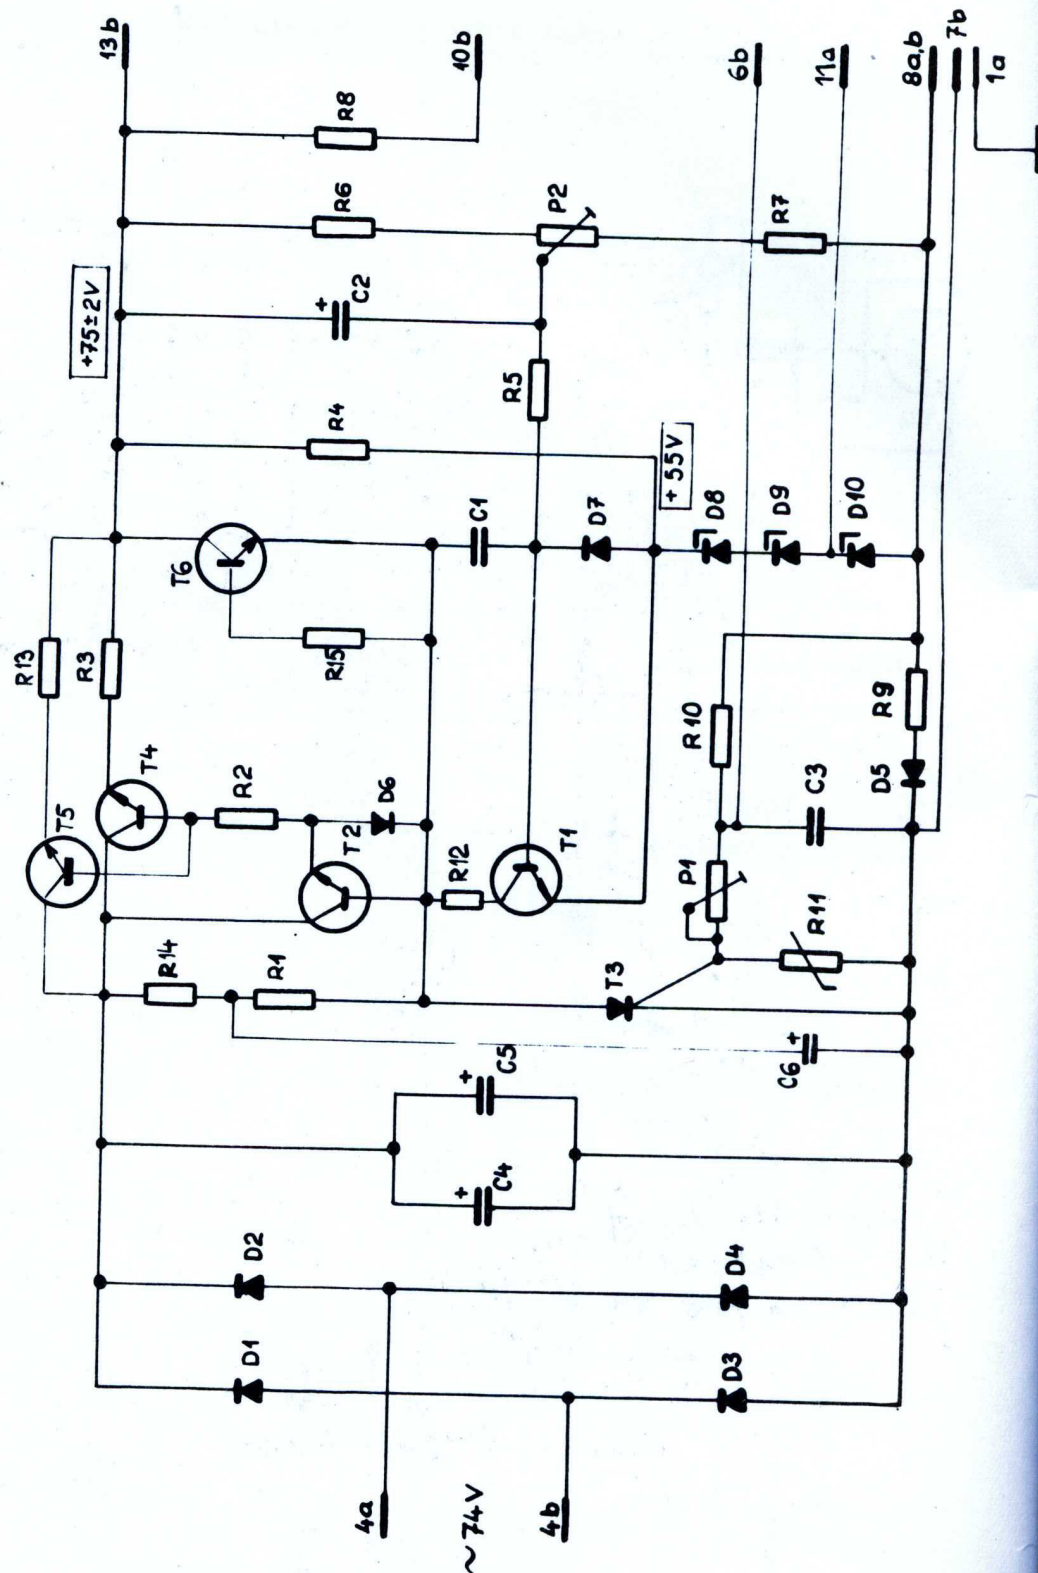 13b
10b
6b
11a
8a,b
7b
1a
R8
R6
P2
R7
+75±2V
+
C2
R5
R4
+55V
C1
D7
D8
D9
D10
T6
R13
R3
R15
R10
R9
T4
T5
R2
D6
C3
D5
T2
R12
T1
P1
R11
R14
R1
T3
+
C6
+
C5
+
C4
D2
D4
D1
D3
4a
~74V
4b